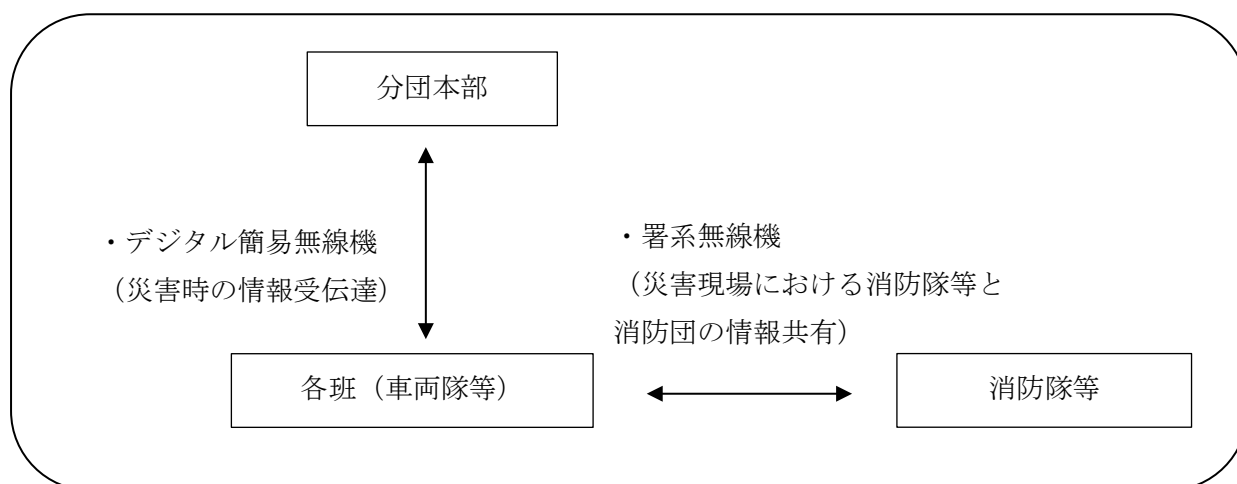 分団本部
・デジタル簡易無線機
（災害時の情報受伝達）
・署系無線機
（災害現場における消防隊等と
消防団の情報共有）
各班（車両隊等）
消防隊等